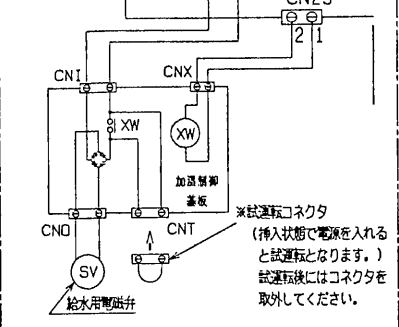 2 1
CNI
CNX
XW
XW
加湿制御
基板
CNO
CNT
※試運転コネクタ
(挿入状態で電源を入れる
と試運転となります。)
試運転後にはコネクタを
取外してください。
SV
給水用電磁弁